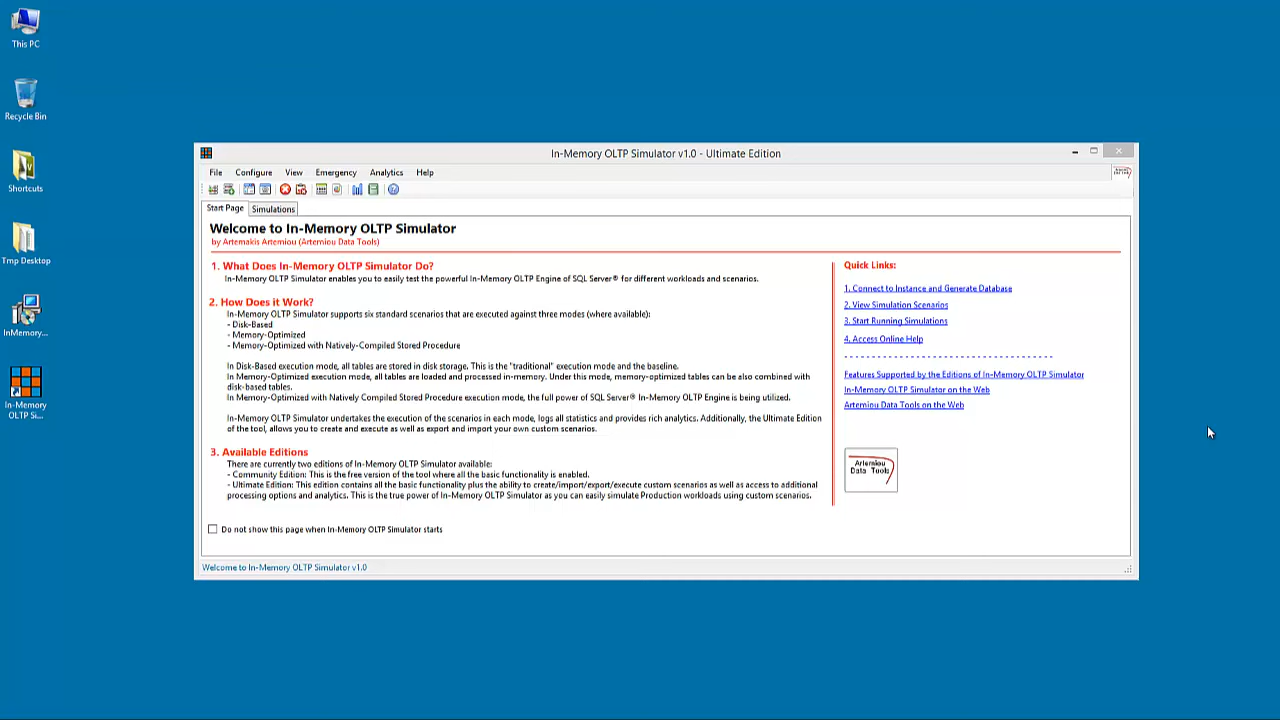 This PC
Recycle Bin
Shortcuts
Tmp Desktop
InMemory...
In-Memory
OLTP Si...
In-Memory OLTP Simulator v1.0 - Ultimate Edition
File Configure View Emergency Analytics Help
Start Page Simulations
Welcome to In-Memory OLTP Simulator
by Artemakis Artemiou (Artemiou Data Tools)
1. What Does In-Memory OLTP Simulator Do?
In-Memory OLTP Simulator enables you to easily test the powerful In-Memory OLTP Engine of SQL Server® for different workloads and scenarios.
2. How Does it Work?
In-Memory OLTP Simulator supports six standard scenarios that are executed against three modes (where available):
- Disk-Based
- Memory-Optimized
- Memory-Optimized with Natively-Compiled Stored Procedure
In Disk-Based execution mode, all tables are stored in disk storage. This is the "traditional" execution mode and the baseline.
In Memory-Optimized execution mode, all tables are loaded and processed in-memory. Under this mode, memory-optimized tables can be also combined with
disk-based tables.
In Memory-Optimized with Natively Compiled Stored Procedure execution mode, the full power of SQL Server® In-Memory OLTP Engine is being utilized.
In-Memory OLTP Simulator undertakes the execution of the scenarios in each mode, logs all statistics and provides rich analytics. Additionally, the Ultimate Edition
of the tool, allows you to create and execute as well as export and import your own custom scenarios.
3. Available Editions
There are currently two editions of In-Memory OLTP Simulator available:
- Community Edition: This is the free version of the tool where all the basic functionality is enabled.
- Ultimate Edition: This edition contains all the basic functionality plus the ability to create/import/export/execute custom scenarios as well as access to additional
processing options and analytics. This is the true power of In-Memory OLTP Simulator as you can easily simulate Production workloads using custom scenarios.
Do not show this page when In-Memory OLTP Simulator starts
Quick Links:
1. Connect to Instance and Generate Database
2. View Simulation Scenarios
3. Start Running Simulations
4. Access Online Help
Features Supported by the Editions of In-Memory OLTP Simulator
In-Memory OLTP Simulator on the Web
Artemiou Data Tools on the Web
Artemiou
Data Tools
Welcome to In-Memory OLTP Simulator v1.0